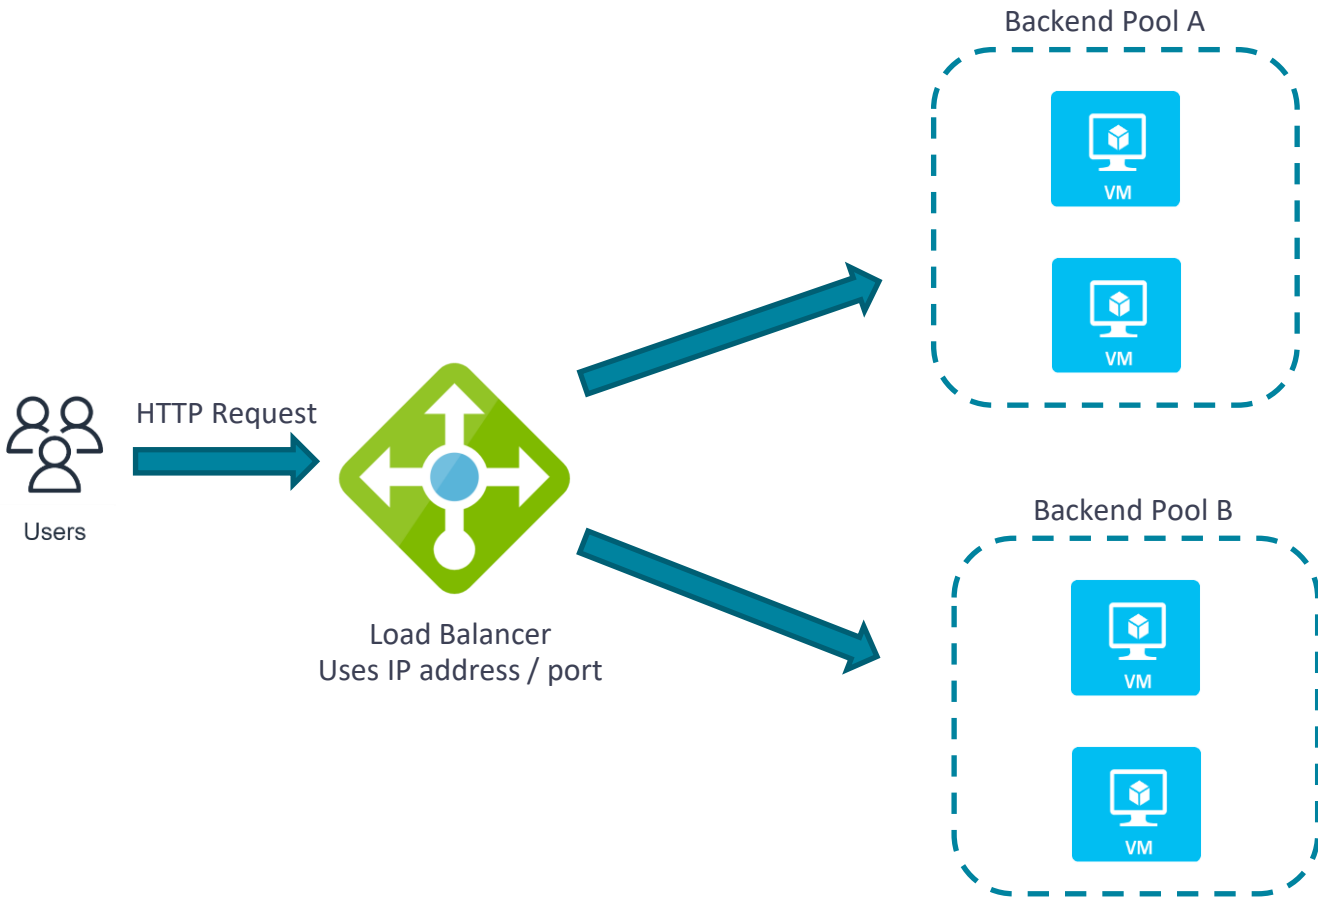 Backend Pool A
VM
VM
HTTP Request
Users
Load Balancer
Uses IP address / port
Backend Pool B
VM
VM